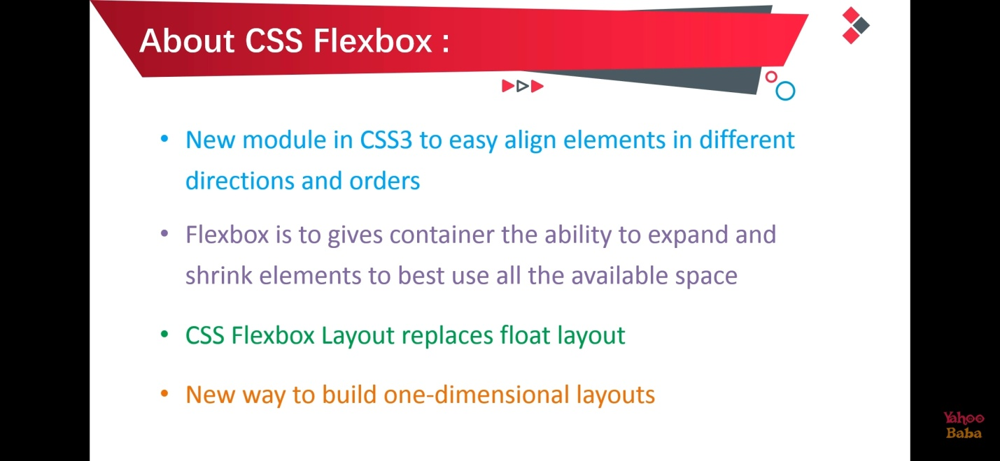 About CSS Flexbox :
• New module in CSS3 to easy align elements in different
directions and orders
• Flexbox is to gives container the ability to expand and
shrink elements to best use all the available space
• CSS Flexbox Layout replaces float layout
• New way to build one-dimensional layouts
Yahoo
Baba